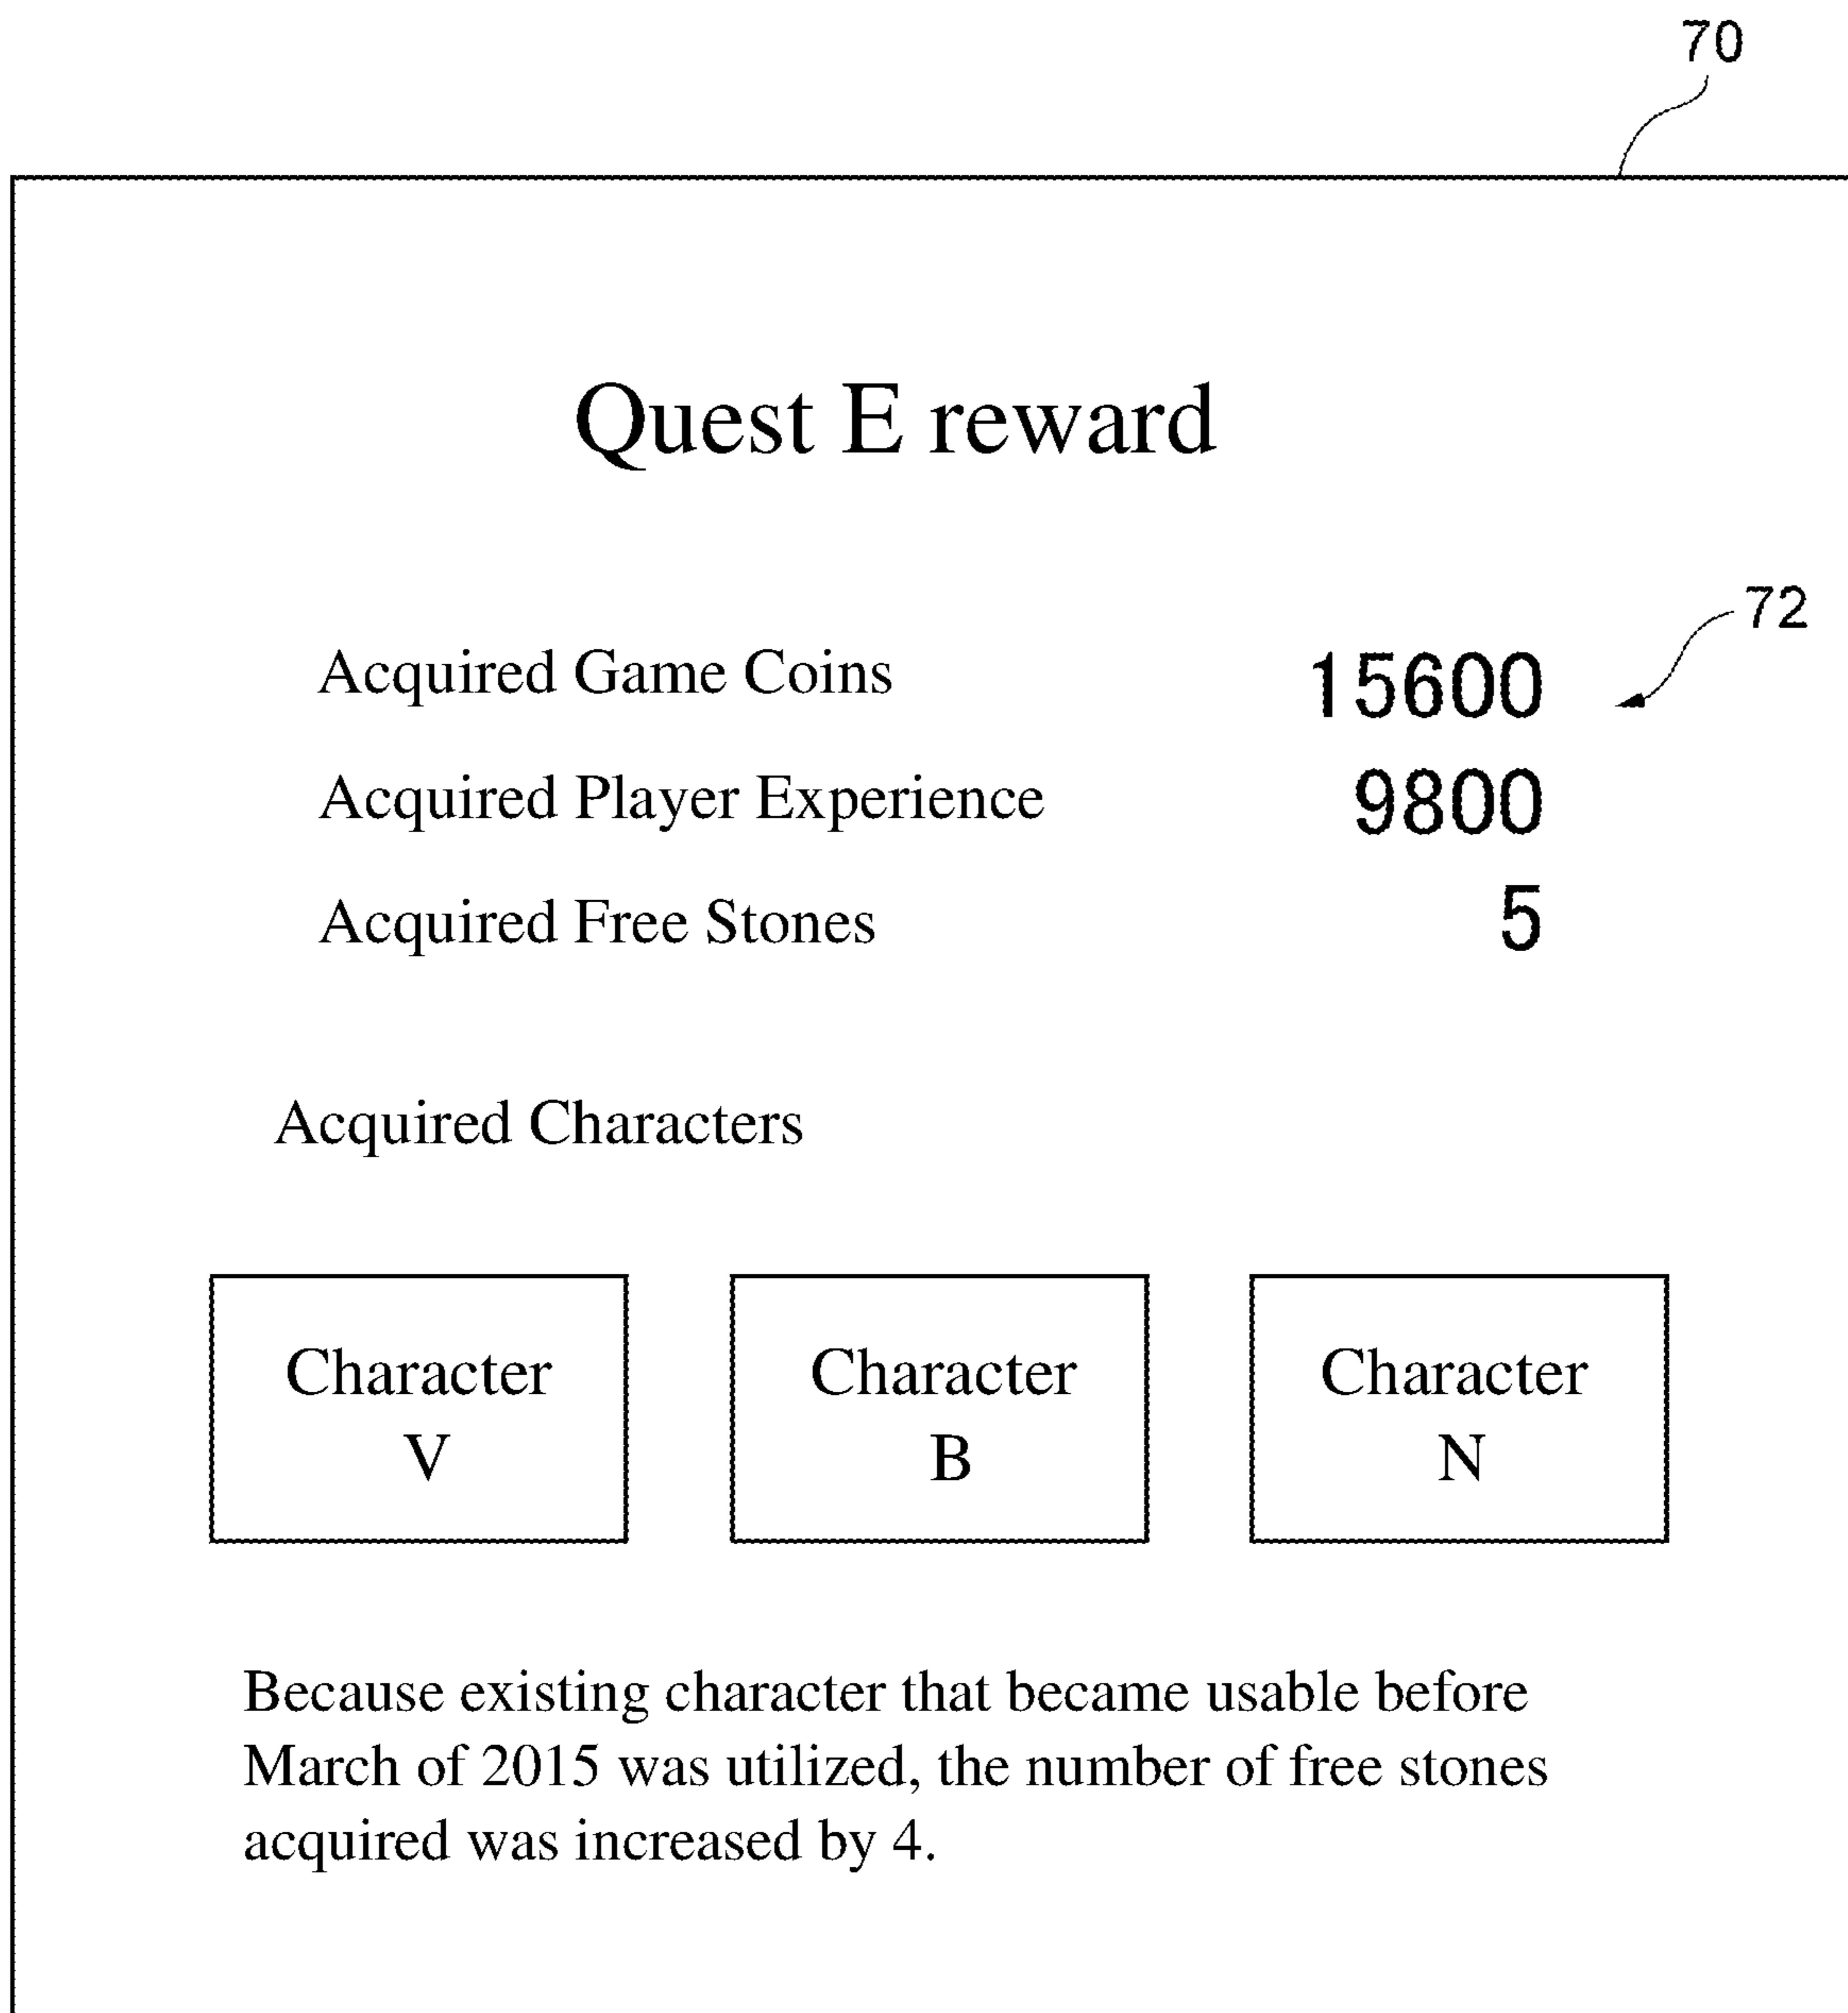 70
Quest E reward
72
Acquired Game Coins 15600
Acquired Player Experience 9800
Acquired Free Stones 5
Acquired Characters
Character Character Character
V B N
Because existing character that became usable before
March of 2015 was utilized, the number of free stones
acquired was increased by 4.